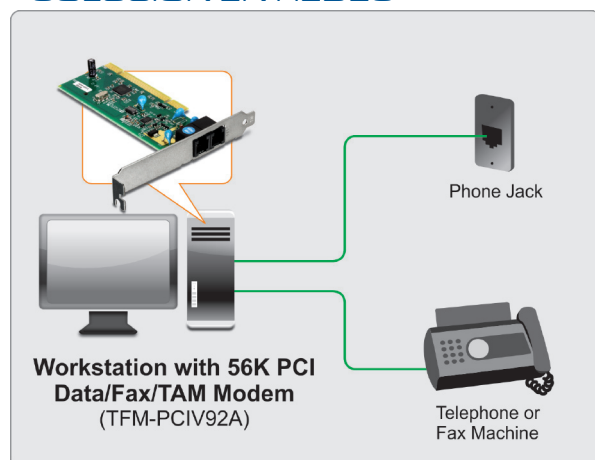 Phone Jack
Workstation with 56K PCI
Data/Fax/TAM Modem
(TFM-PCIV92A)
Telephone or
Fax Machine